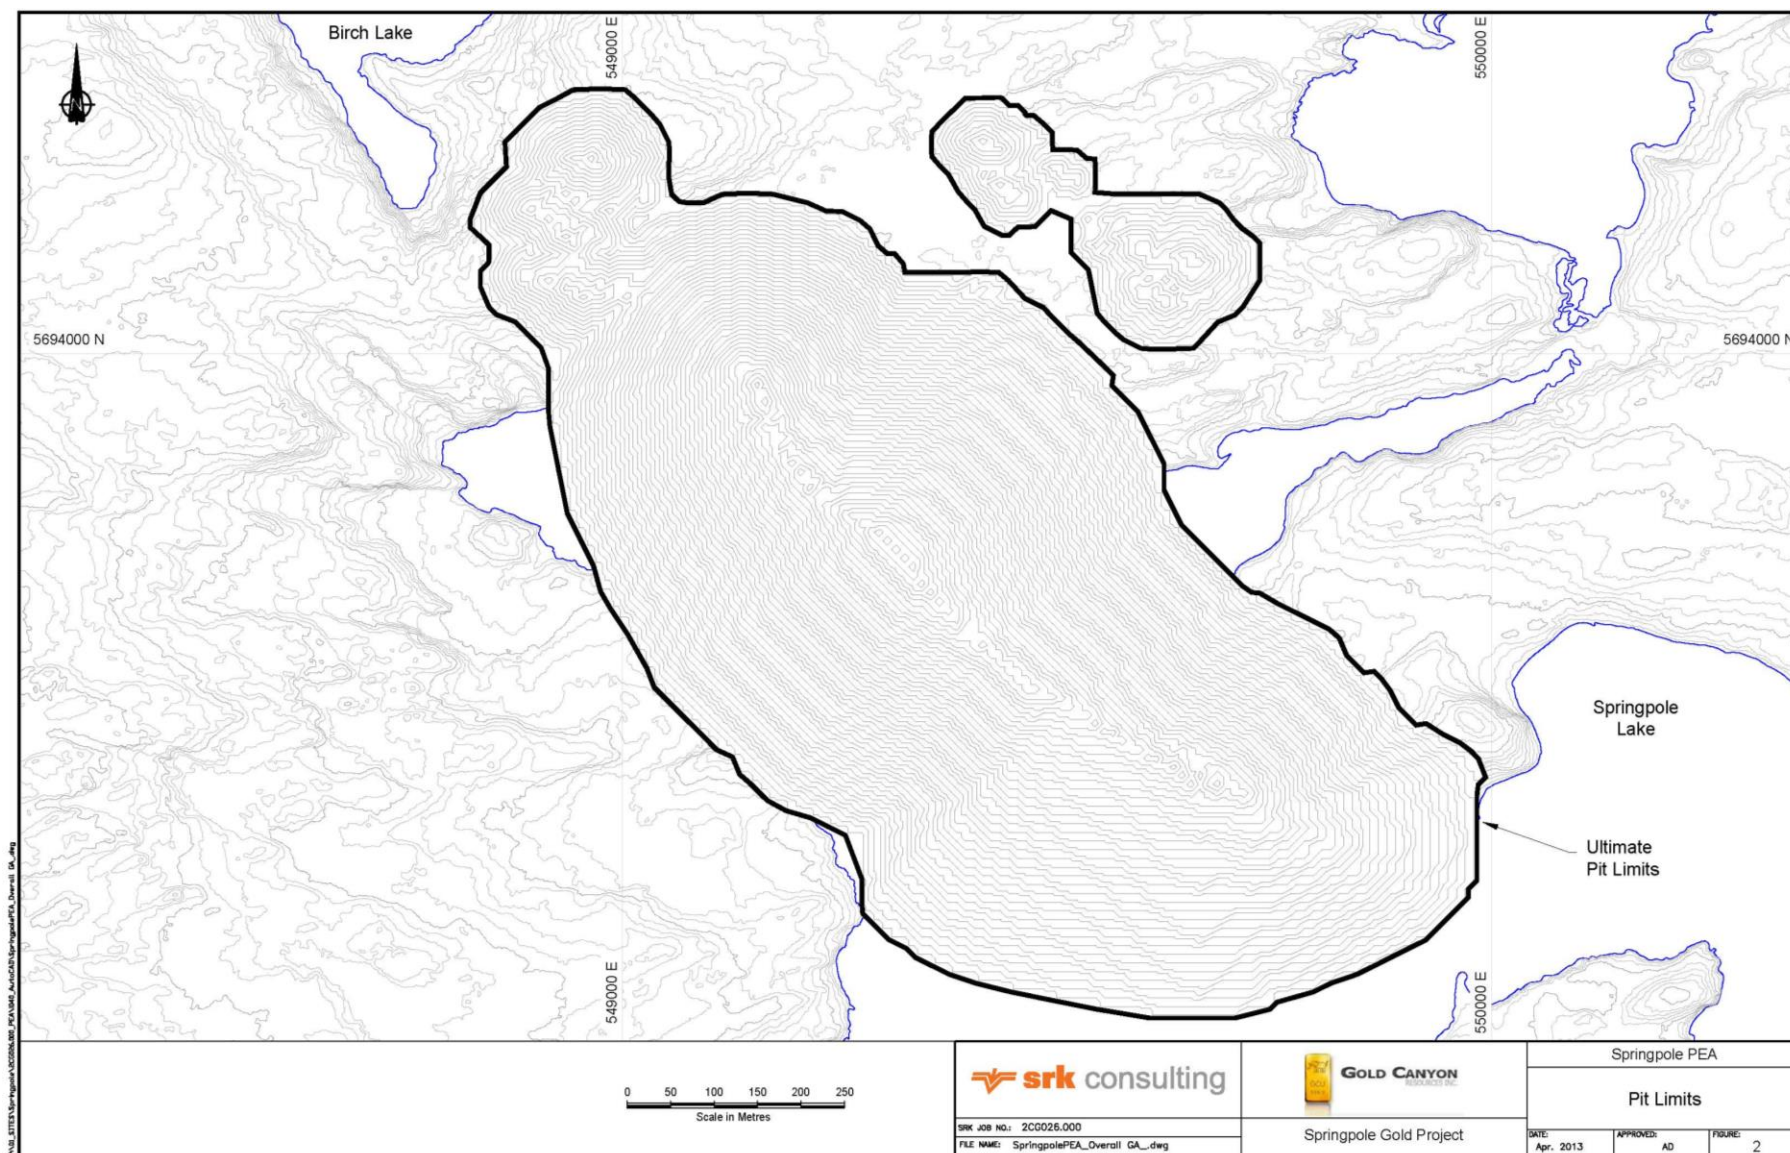 Birch Lake
549000 E
550000 E
N
5694000 N
5694000 N
Springpole
Lake
Ultimate
Pit Limits
549000 E
550000 E
0 50 100 150 200 250
Scale in Metres
srk consulting
SRK JOB NO.: 2CG026.000
FILE NAME: SpringpolePEA_Overall GA_.dwg
GOLD CANYON
RESOURCES INC.
Springpole Gold Project
Springpole PEA
Pit Limits
DATE: APPROVED: FIGURE:
Apr. 2013 AD 2